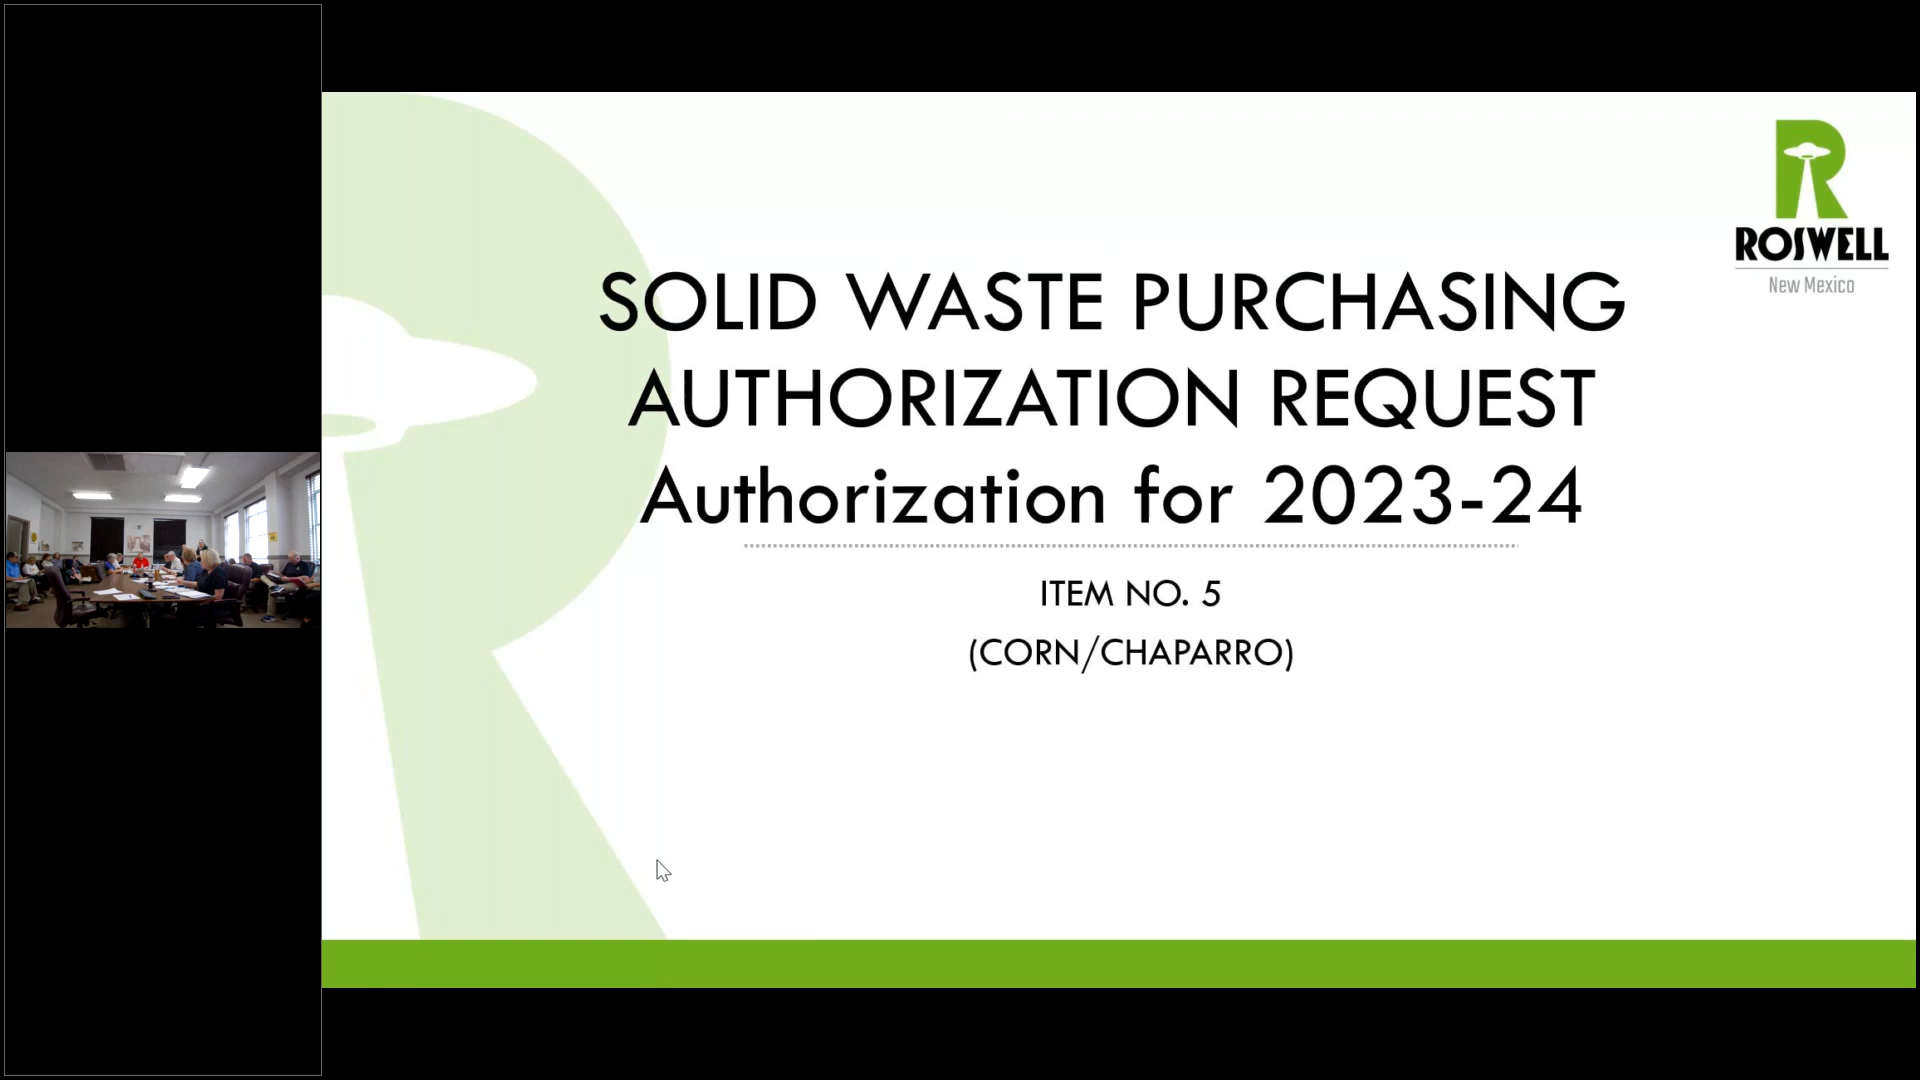 ROSWELL
New Mexico
SOLID WASTE PURCHASING
AUTHORIZATION REQUEST
Authorization for 2023-24
ITEM NO. 5
(CORN/CHAPARRO)